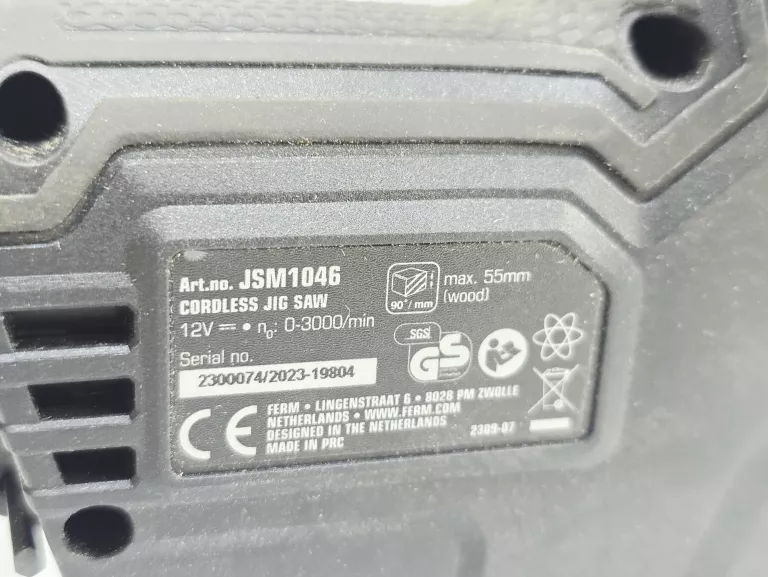 Art.no. JSM1046
CORDLESS JIG SAW
12V ⎓ • n₀: 0-3000/min
90°/mm
max. 55mm
(wood)
Serial no.
2300074/2023-19804
SGS
GS
CE
FERM • LINGENSTRAAT 6 • 8028 PM ZWOLLE
NETHERLANDS • WWW.FERM.COM
DESIGNED IN THE NETHERLANDS
MADE IN PRC
2309-07